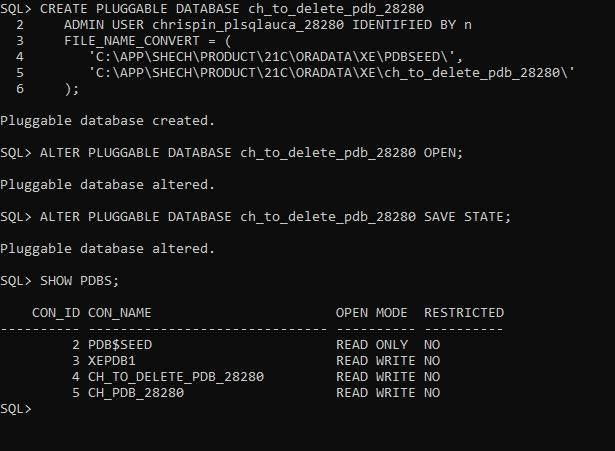 SQL> CREATE PLUGGABLE DATABASE ch_to_delete_pdb_28280
  2     ADMIN USER chrispin_plsqlauca_28280 IDENTIFIED BY n
  3     FILE_NAME_CONVERT = (
  4        'C:\APP\SHECH\PRODUCT\21C\ORADATA\XE\PDBSEED\',
  5        'C:\APP\SHECH\PRODUCT\21C\ORADATA\XE\ch_to_delete_pdb_28280\'
  6     );
Pluggable database created.
SQL> ALTER PLUGGABLE DATABASE ch_to_delete_pdb_28280 OPEN;
Pluggable database altered.
SQL> ALTER PLUGGABLE DATABASE ch_to_delete_pdb_28280 SAVE STATE;
Pluggable database altered.
SQL> SHOW PDBS;
    CON_ID CON_NAME                       OPEN MODE  RESTRICTED
---------- ------------------------------ ---------- ----------
         2 PDB$SEED                       READ ONLY  NO
         3 XEPDB1                         READ WRITE NO
         4 CH_TO_DELETE_PDB_28280         READ WRITE NO
         5 CH_PDB_28280                   READ WRITE NO
SQL>